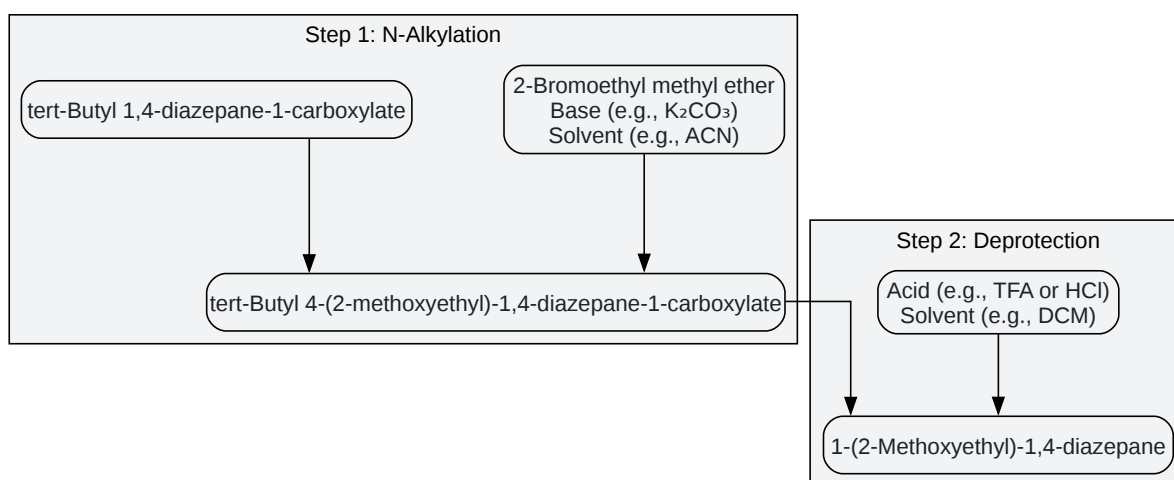 Step 1: N-Alkylation
tert-Butyl 1,4-diazepane-1-carboxylate
2-Bromoethyl methyl ether
Base (e.g., K₂CO₃)
Solvent (e.g., ACN)
tert-Butyl 4-(2-methoxyethyl)-1,4-diazepane-1-carboxylate
Step 2: Deprotection
Acid (e.g., TFA or HCl)
Solvent (e.g., DCM)
1-(2-Methoxyethyl)-1,4-diazepane